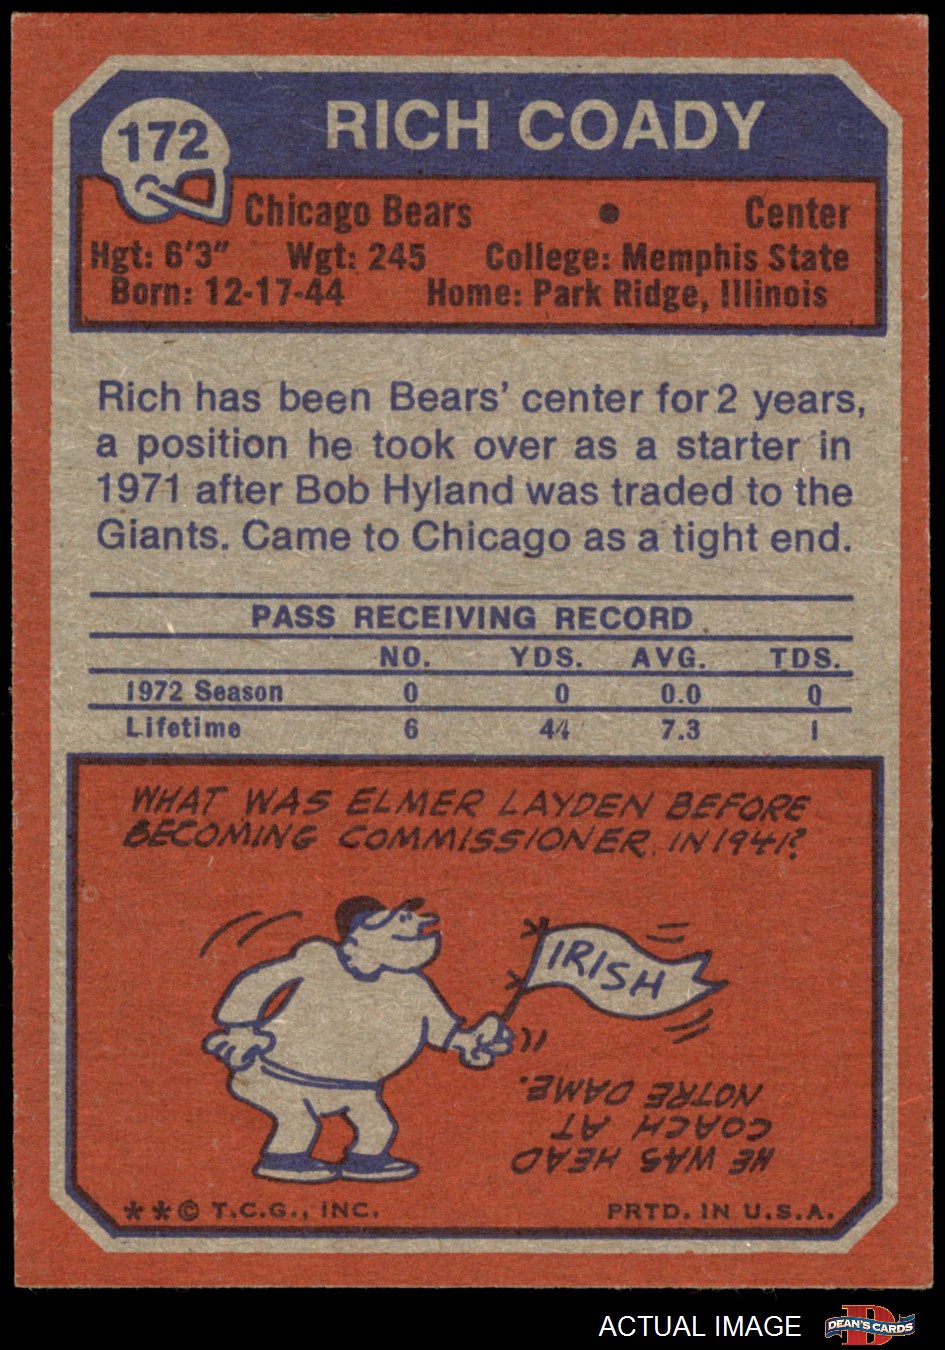 172
RICH COADY
Chicago Bears ● Center
Hgt: 6'3" Wgt: 245 College: Memphis State
Born: 12-17-44 Home: Park Ridge, Illinois
Rich has been Bears' center for 2 years,
a position he took over as a starter in
1971 after Bob Hyland was traded to the
Giants. Came to Chicago as a tight end.
PASS RECEIVING RECORD
NO. YDS. AVG. TDS.
1972 Season 0 0 0.0 0
Lifetime 6 44 7.3 1
WHAT WAS ELMER LAYDEN BEFORE
BECOMING COMMISSIONER IN 1941?
IRISH
HE WAS HEAD
COACH AT
NOTRE DAME.
**© T.C.G., INC. PRTD. IN U.S.A.
ACTUAL IMAGE DEAN'S CARDS